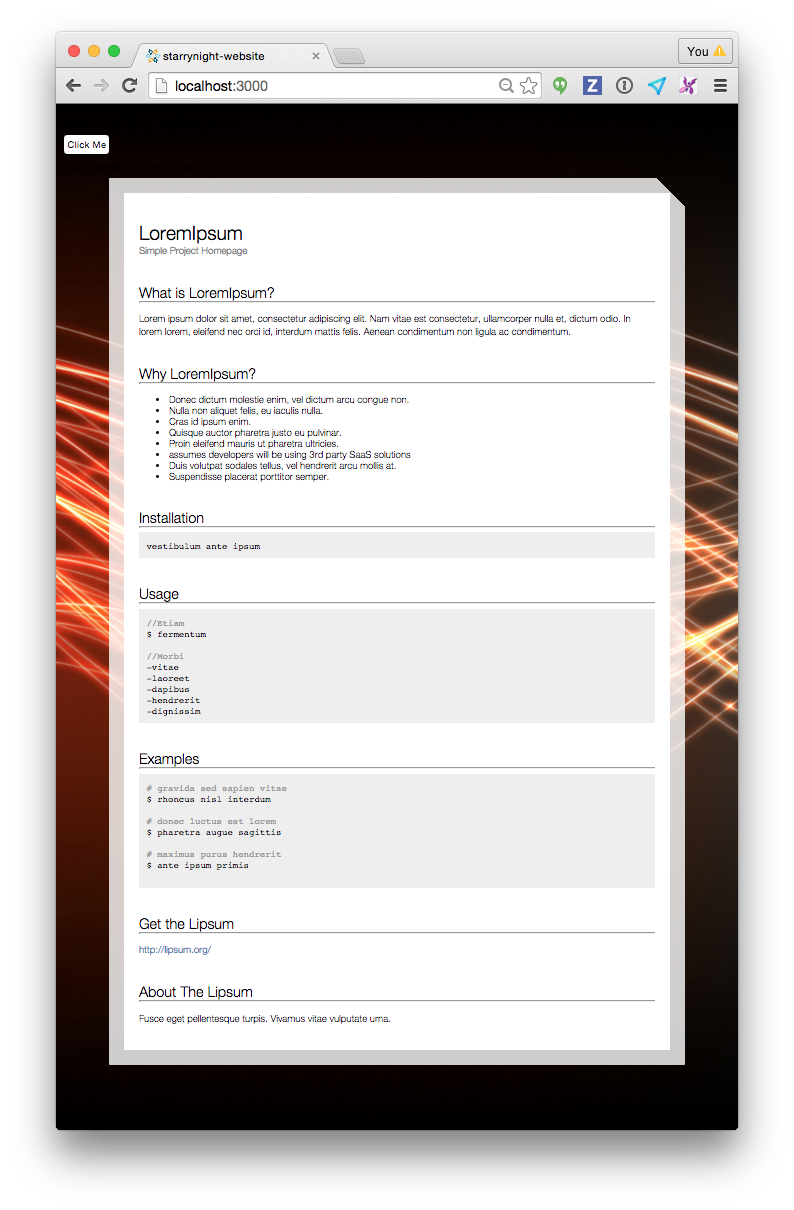 starrynight-website
You
localhost:3000
Click Me
LoremIpsum
Simple Project Homepage
What is LoremIpsum?
Lorem ipsum dolor sit amet, consectetur adipiscing elit. Nam vitae est consectetur, ullamcorper nulla et, dictum odio. In
lorem lorem, eleifend nec orci id, interdum mattis felis. Aenean condimentum non ligula ac condimentum.
Why LoremIpsum?
• Donec dictum molestie enim, vel dictum arcu congue non.
• Nulla non aliquet felis, eu iaculis nulla.
• Cras id ipsum enim.
• Quisque auctor pharetra justo eu pulvinar.
• Proin eleifend mauris ut pharetra ultricies.
• assumes developers will be using 3rd party SaaS solutions
• Duis volutpat sodales tellus, vel hendrerit arcu mollis at.
• Suspendisse placerat porttitor semper.
Installation
vestibulum ante ipsum
Usage
//Etiam
$ fermentum
//Morbi
-vitae
-laoreet
-dapibus
-hendrerit
-dignissim
Examples
# gravida sed sapien vitae
$ rhoncus nisl interdum
# donec luctus est lorem
$ pharetra augue sagittis
# maximus purus hendrerit
$ ante ipsum primis
Get the Lipsum
http://lipsum.org/
About The Lipsum
Fusce eget pellentesque turpis. Vivamus vitae vulputate urna.